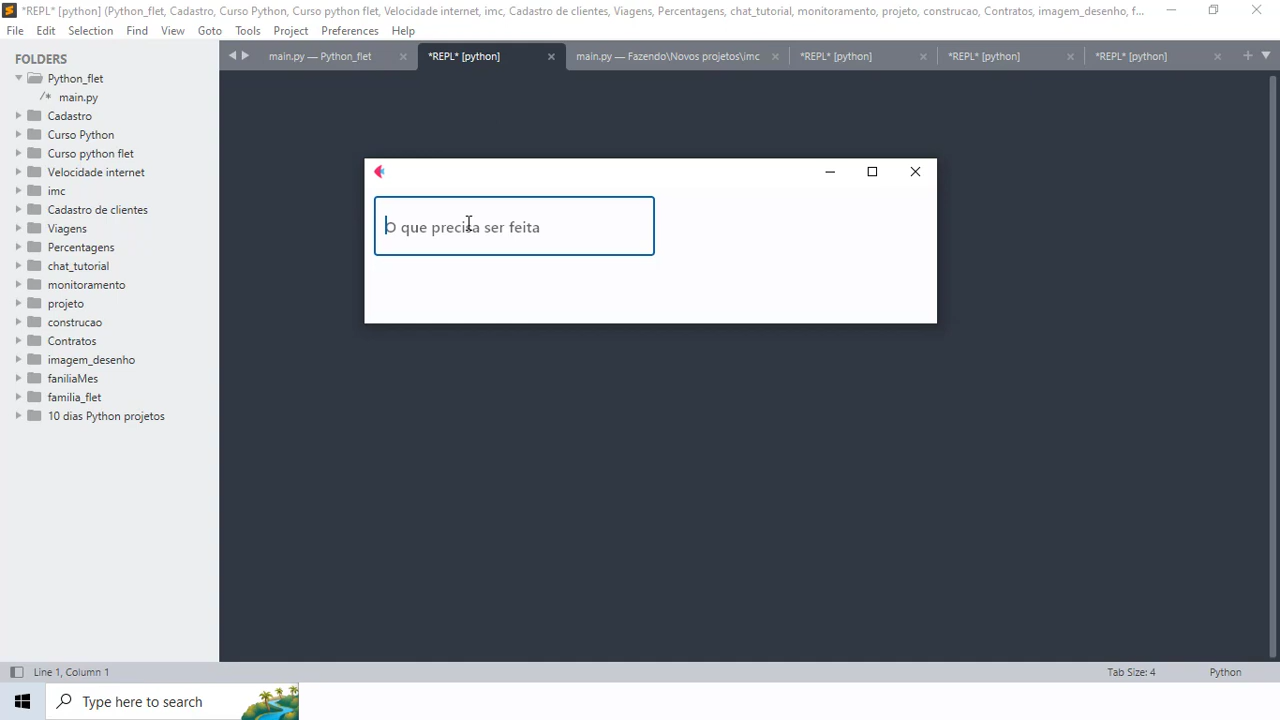 *REPL* [python] (Python_flet, Cadastro, Curso Python, Curso python flet, Velocidade internet, imc, Cadastro de clientes, Viagens, Percentagens, chat_tutorial, monitoramento, projeto, construcao, Contratos, imagem_desenho, f...
File Edit Selection Find View Goto Tools Project Preferences Help
FOLDERS
main.py — Python_flet
*REPL* [python]
main.py — Fazendo\Novos projetos\imc
*REPL* [python]
*REPL* [python]
*REPL* [python]
Python_flet
/* main.py
Cadastro
Curso Python
Curso python flet
Velocidade internet
imc
Cadastro de clientes
Viagens
Percentagens
chat_tutorial
monitoramento
projeto
construcao
Contratos
imagem_desenho
faniliaMes
familia_flet
10 dias Python projetos
O que precisa ser feita
Line 1, Column 1
Tab Size: 4
Python
Type here to search